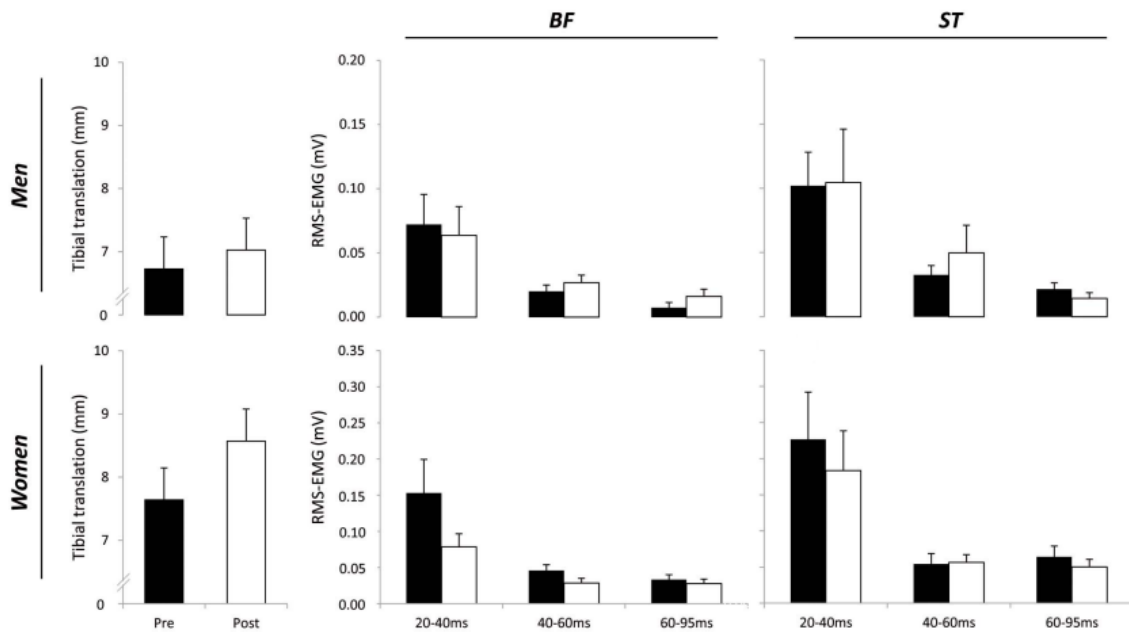 BF
ST
Men
Tibial translation (mm)
10
9
8
7
0
RMS-EMG (mV)
0.20
0.15
0.10
0.05
0.00
Women
Tibial translation (mm)
10
9
8
7
0
Pre
Post
RMS-EMG (mV)
0.35
0.30
0.25
0.20
0.15
0.10
0.05
0.00
20-40ms
40-60ms
60-95ms
20-40ms
40-60ms
60-95ms